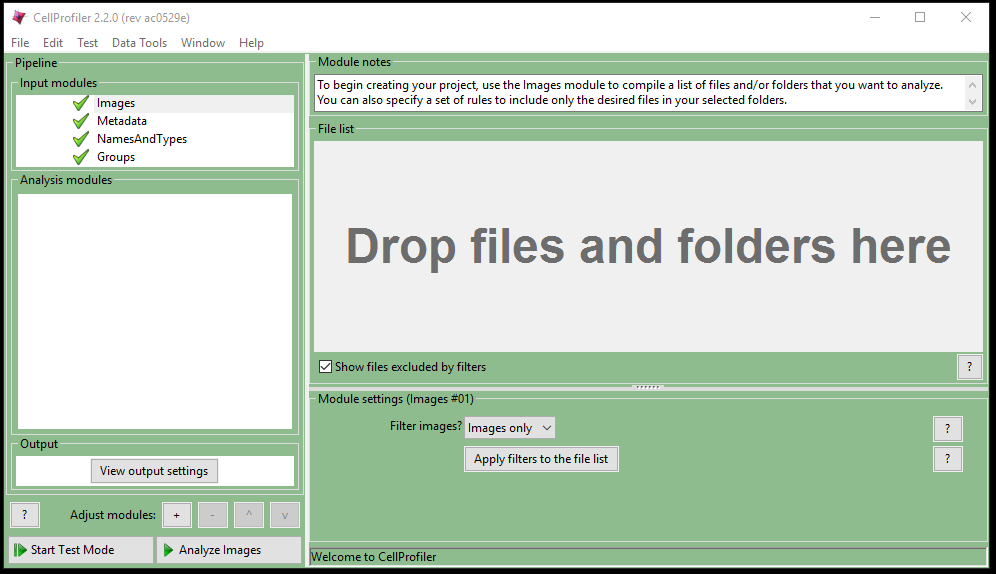 CellProfiler 2.2.0 (rev ac0529e)
File Edit Test Data Tools Window Help
Pipeline
Input modules
Images
Metadata
NamesAndTypes
Groups
Analysis modules
Output
View output settings
? Adjust modules: + - ^ v
Start Test Mode Analyze Images
Module notes
To begin creating your project, use the Images module to compile a list of files and/or folders that you want to analyze.
You can also specify a set of rules to include only the desired files in your selected folders.
File list
Drop files and folders here
Show files excluded by filters ?
Module settings (Images #01)
Filter images? Images only ?
Apply filters to the file list ?
Welcome to CellProfiler